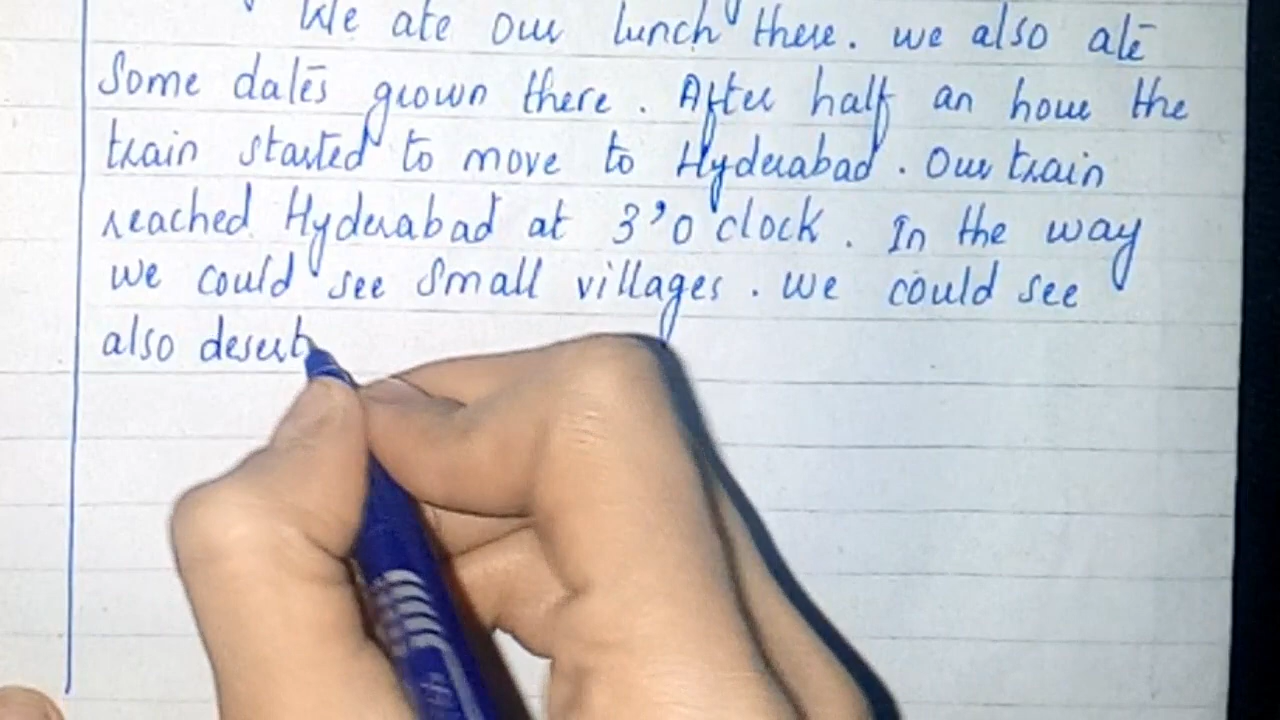 We ate our lunch there. we also ate
Some dates grown there. After half an hour the
train started to move to Hyderabad. Our train
reached Hyderabad at 3'o'clock. In the way
we could see small villages. we could see
also desert